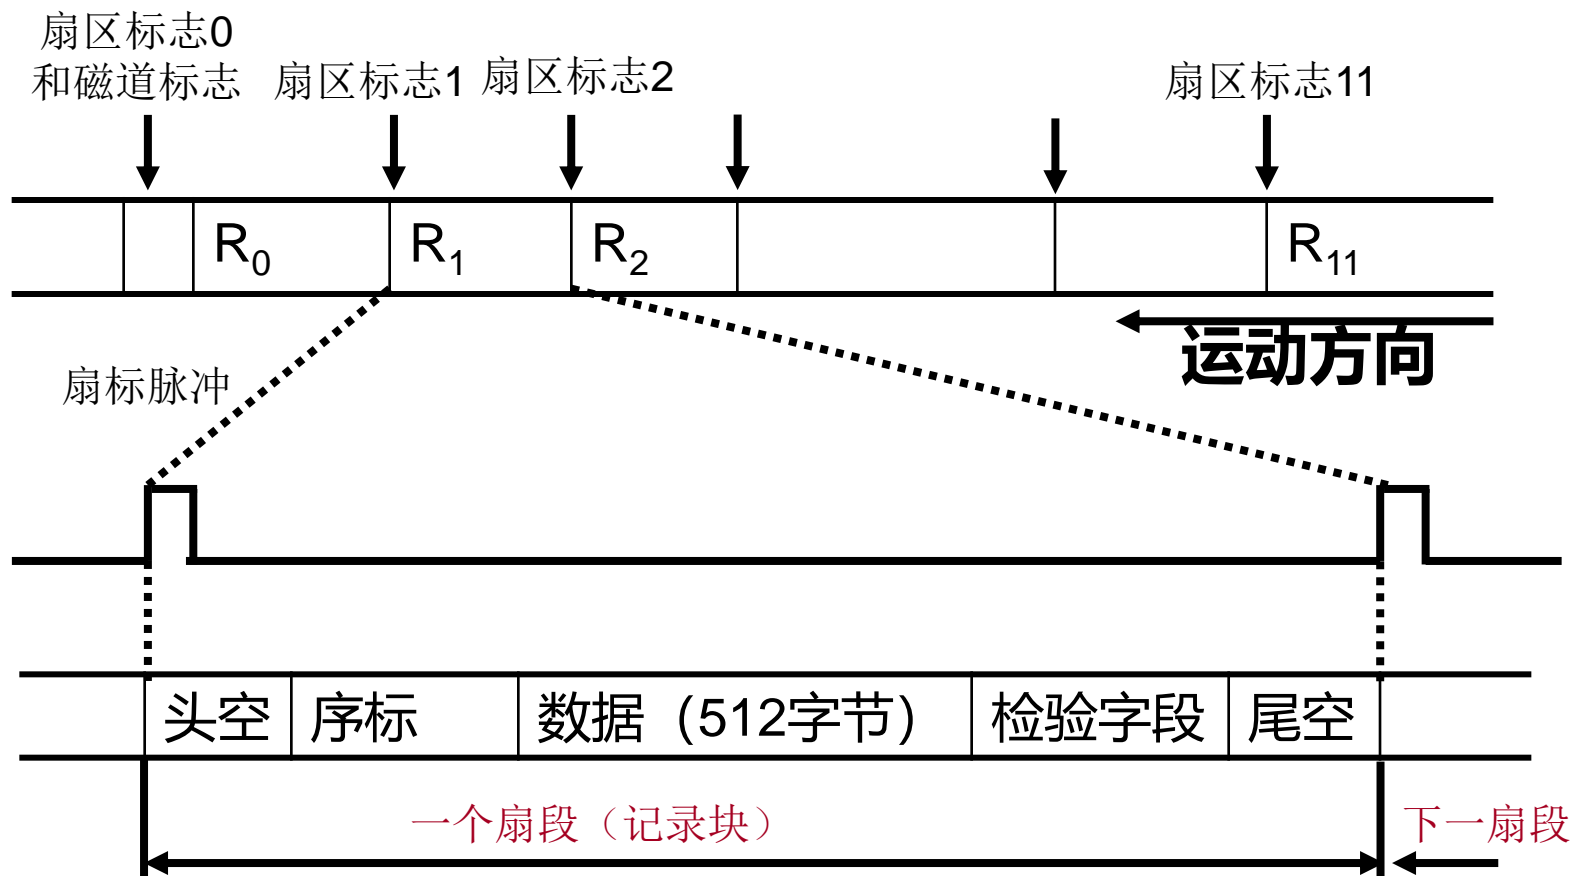 扇区标志0
和磁道标志
扇区标志1
扇区标志2
扇区标志11
R0
R1
R2
R11
运动方向
扇标脉冲
头空
序标
数据（512字节）
检验字段
尾空
一个扇段（记录块）
下一扇段